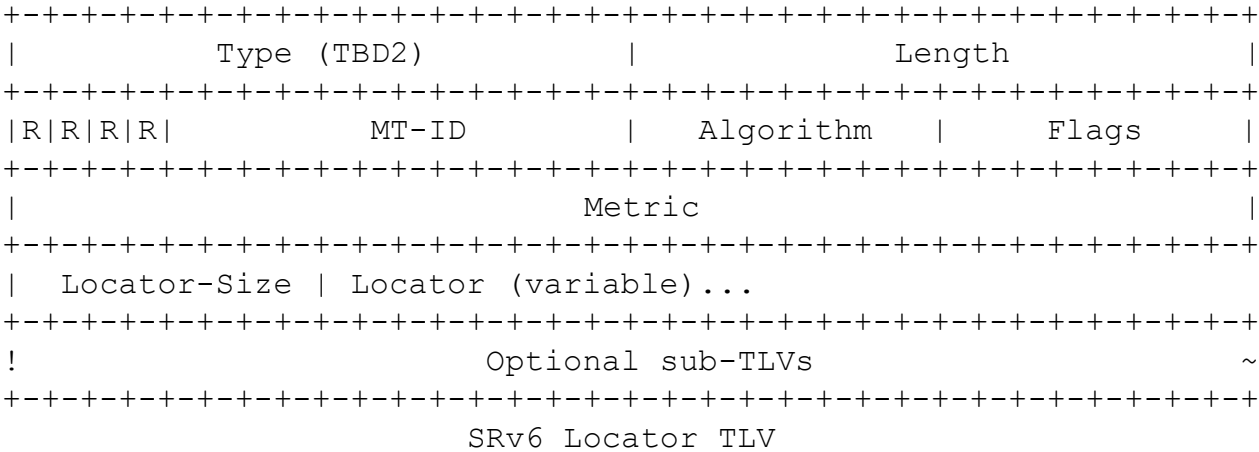 +-+-+-+-+-+-+-+-+-+-+-+-+-+-+-+-+-+-+-+-+-+-+-+-+-+-+-+-+-+-+-+-+
|          Type (TBD2)          |             Length            |
+-+-+-+-+-+-+-+-+-+-+-+-+-+-+-+-+-+-+-+-+-+-+-+-+-+-+-+-+-+-+-+-+
|R|R|R|R|          MT-ID        |   Algorithm   |     Flags     |
+-+-+-+-+-+-+-+-+-+-+-+-+-+-+-+-+-+-+-+-+-+-+-+-+-+-+-+-+-+-+-+-+
|                             Metric                            |
+-+-+-+-+-+-+-+-+-+-+-+-+-+-+-+-+-+-+-+-+-+-+-+-+-+-+-+-+-+-+-+-+
|  Locator-Size | Locator (variable)...
+-+-+-+-+-+-+-+-+-+-+-+-+-+-+-+-+-+-+-+-+-+-+-+-+-+-+-+-+-+-+-+-+
!                        Optional sub-TLVs                      ~
+-+-+-+-+-+-+-+-+-+-+-+-+-+-+-+-+-+-+-+-+-+-+-+-+-+-+-+-+-+-+-+-+
SRv6 Locator TLV